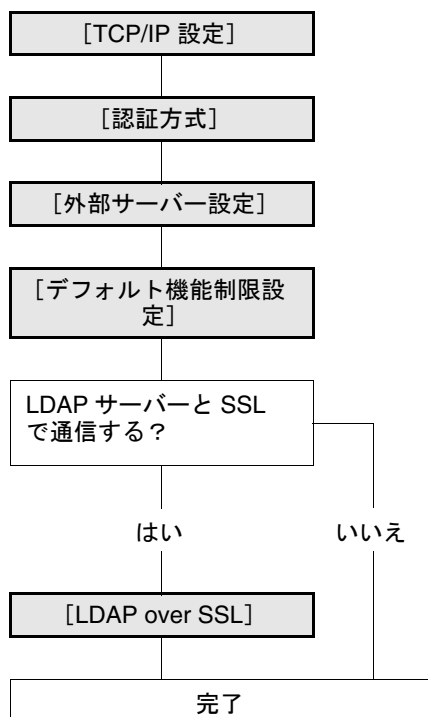 ［TCP/IP 設定］
［認証方式］
［外部サーバー設定］
［デフォルト機能制限設
定］
LDAP サーバーと SSL
で通信する？
はい
いいえ
［LDAP over SSL］
完了